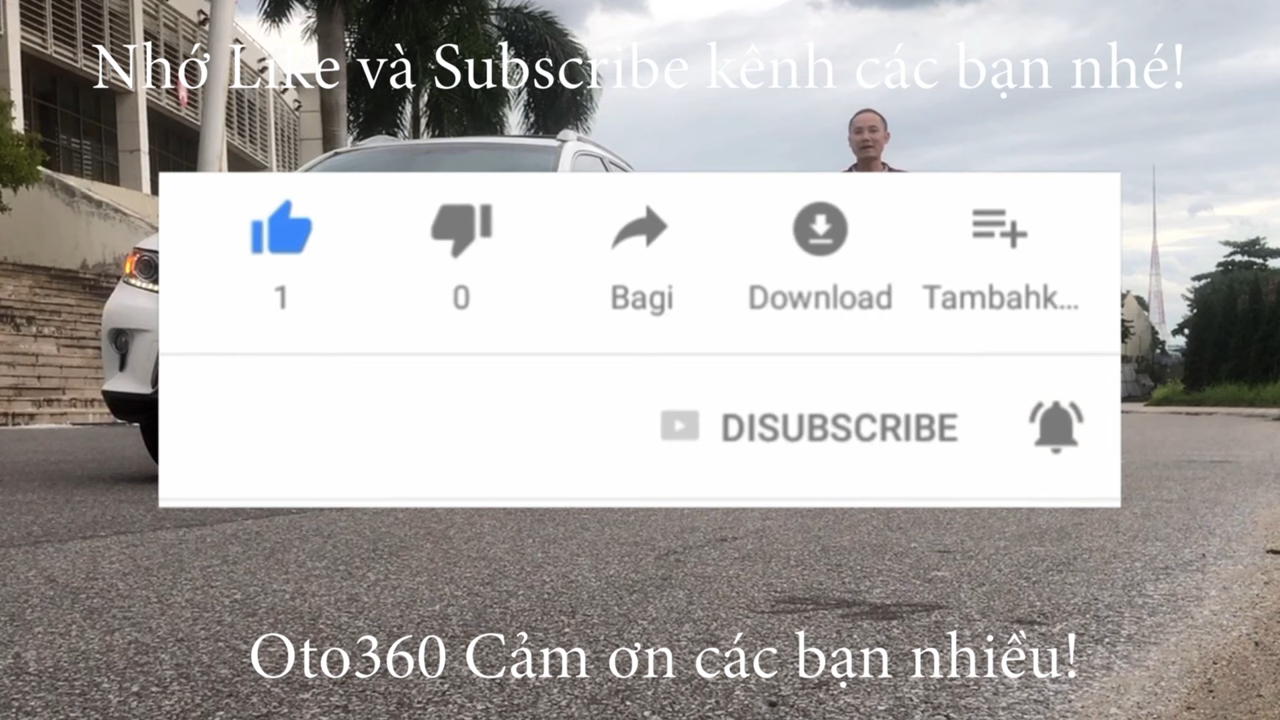 Nhớ Like và Subscribe kênh các bạn nhé!
1
0
Bagi
Download
Tambahk...
DISUBSCRIBE
Oto360 Cảm ơn các bạn nhiều!